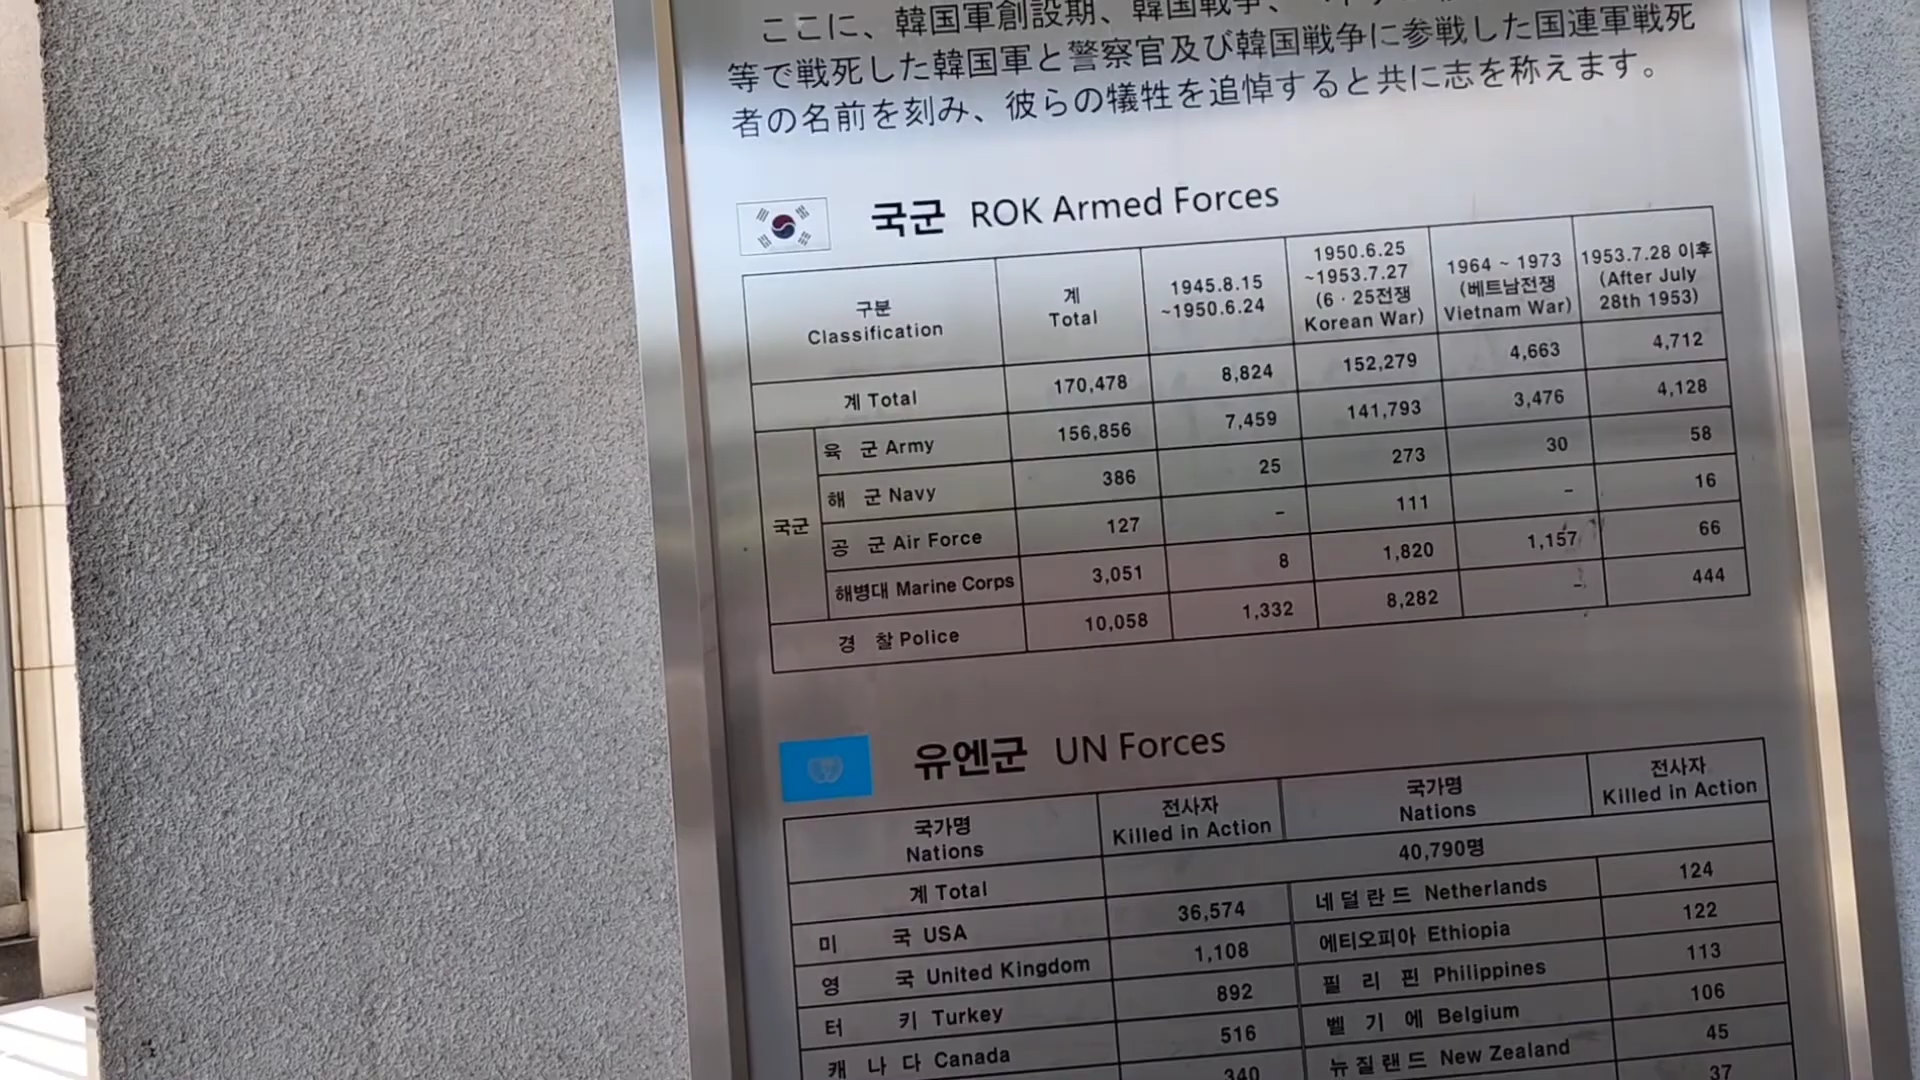 ここに、韓国軍創設期、韓国戦争、
等で戦死した韓国軍と警察官及び韓国戦争に参戦した国連軍戦死
者の名前を刻み、彼らの犠牲を追悼すると共に志を称えます。
국군 ROK Armed Forces
구분 Classification
계 Total
1945.8.15 ~1950.6.24
1950.6.25 ~1953.7.27 (6·25전쟁 Korean War)
1964 ~ 1973 (베트남전쟁 Vietnam War)
1953.7.28 이후 (After July 28th 1953)
계 Total 170,478 8,824 152,279 4,663 4,712
국군
육 군 Army 156,856 7,459 141,793 3,476 4,128
해 군 Navy 386 25 273 30 58
공 군 Air Force 127 - 111 - 16
해병대 Marine Corps 3,051 8 1,820 1,157 66
경 찰 Police 10,058 1,332 8,282 - 444
유엔군 UN Forces
국가명 Nations
전사자 Killed in Action
국가명 Nations
전사자 Killed in Action
계 Total 40,790명
미 국 USA 36,574 네덜란드 Netherlands 124
영 국 United Kingdom 1,108 에티오피아 Ethiopia 122
터 키 Turkey 892 필 리 핀 Philippines 113
캐 나 다 Canada 516 벨 기 에 Belgium 106
340 뉴질랜드 New Zealand 45
37